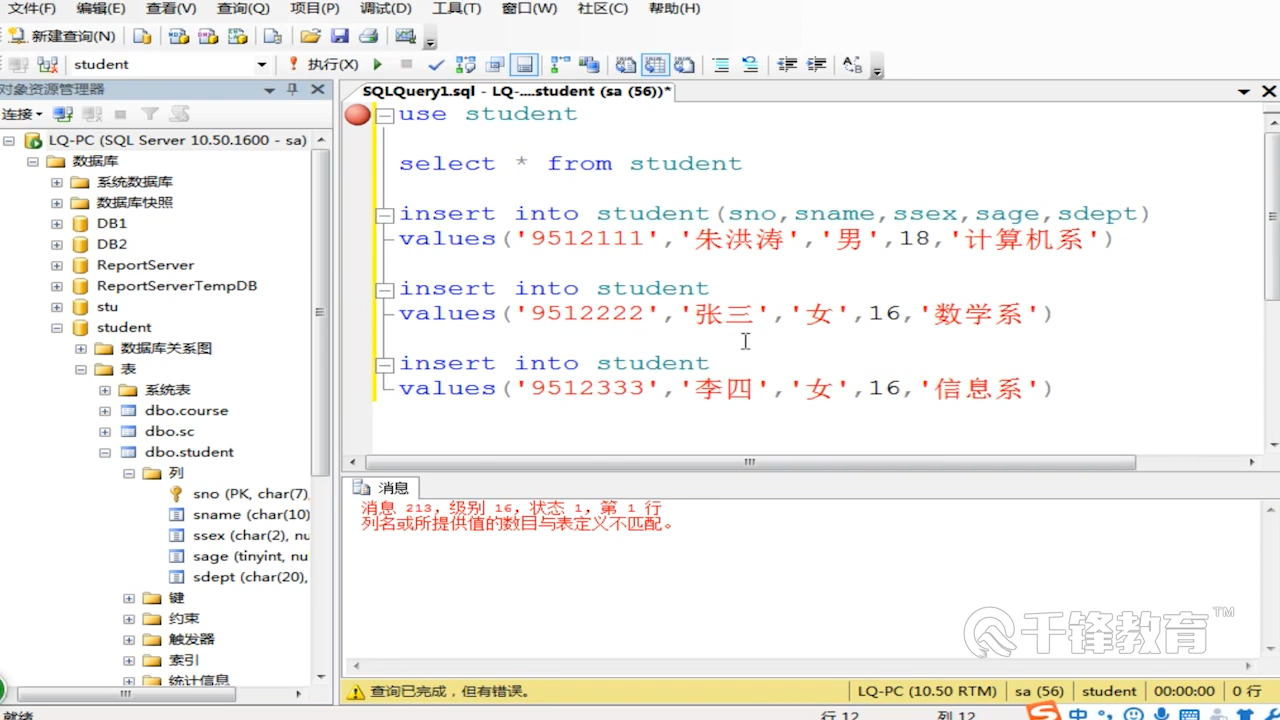 文件(F) 编辑(E) 查看(V) 查询(Q) 项目(P) 调试(D) 工具(T) 窗口(W) 社区(C) 帮助(H)
新建查询(N)
student 执行(X)
对象资源管理器
连接
LQ-PC (SQL Server 10.50.1600 - sa)
数据库
系统数据库
数据库快照
DB1
DB2
ReportServer
ReportServerTempDB
stu
student
数据库关系图
表
系统表
dbo.course
dbo.sc
dbo.student
列
sno (PK, char(7),
sname (char(10)
ssex (char(2), nu
sage (tinyint, nu
sdept (char(20),
键
约束
触发器
索引
统计信息
SQLQuery1.sql - LQ-....student (sa (56))*
use student
select * from student
insert into student(sno,sname,ssex,sage,sdept)
values('9512111','朱洪涛','男',18,'计算机系')
insert into student
values('9512222','张三','女',16,'数学系')
insert into student
values('9512333','李四','女',16,'信息系')
消息
消息 213，级别 16，状态 1，第 1 行
列名或所提供值的数目与表定义不匹配。
千锋教育™
查询已完成，但有错误。 LQ-PC (10.50 RTM) sa (56) student 00:00:00 0 行
就绪 行 12 列 12
中